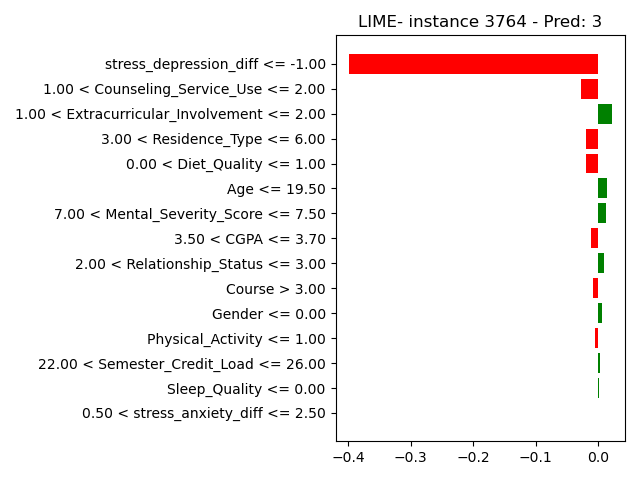 LIME- instance 3764 - Pred: 3
stress_depression_diff <= -1.00
1.00 < Counseling_Service_Use <= 2.00
1.00 < Extracurricular_Involvement <= 2.00
3.00 < Residence_Type <= 6.00
0.00 < Diet_Quality <= 1.00
Age <= 19.50
7.00 < Mental_Severity_Score <= 7.50
3.50 < CGPA <= 3.70
2.00 < Relationship_Status <= 3.00
Course > 3.00
Gender <= 0.00
Physical_Activity <= 1.00
22.00 < Semester_Credit_Load <= 26.00
Sleep_Quality <= 0.00
0.50 < stress_anxiety_diff <= 2.50
−0.4 −0.3 −0.2 −0.1 0.0